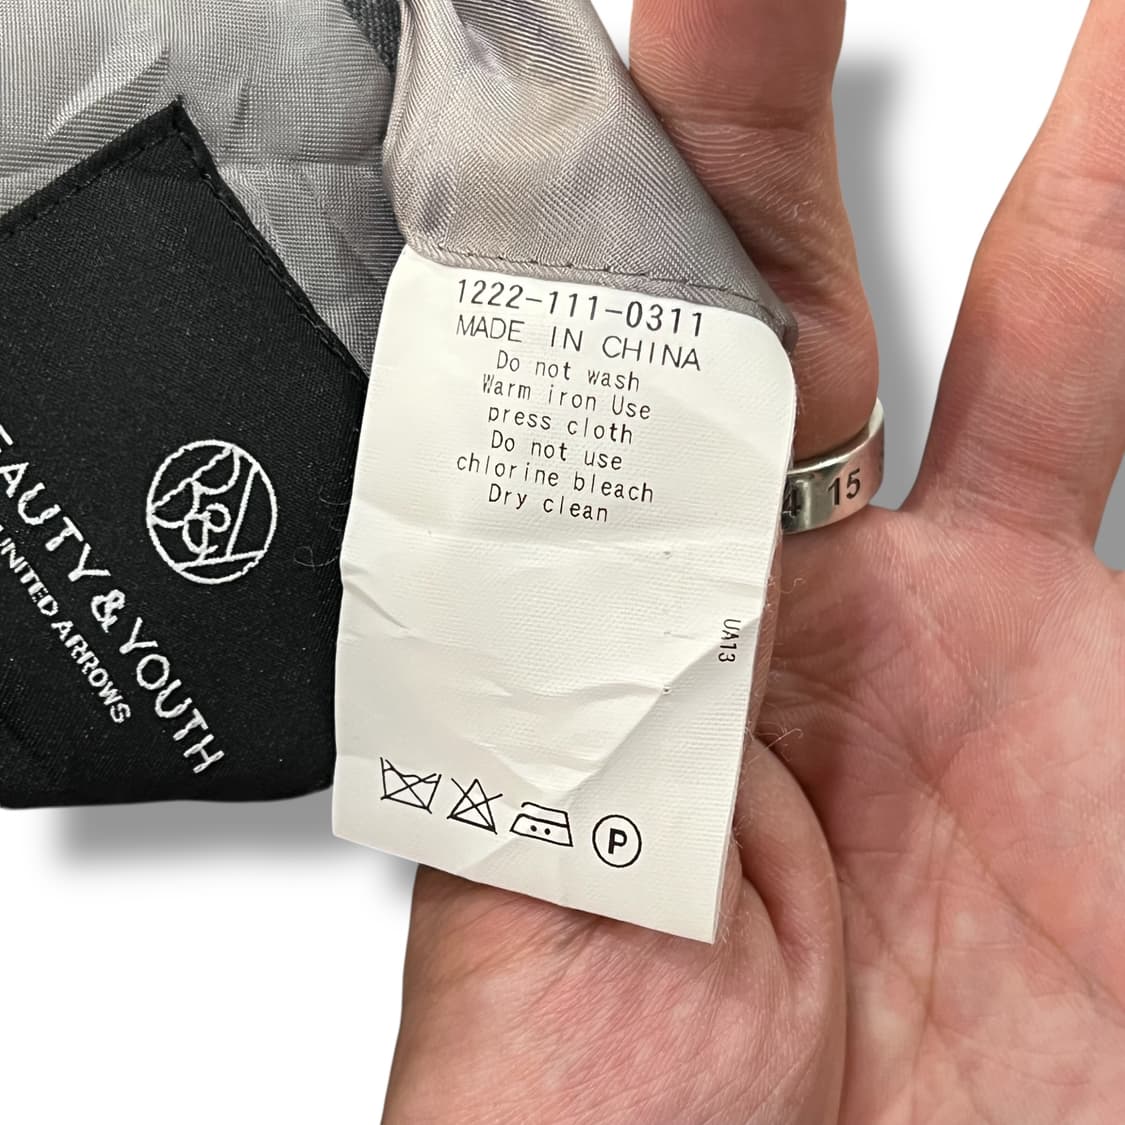 1222-111-0311
MADE IN CHINA
Do not wash
Warm iron Use
press cloth
Do not use
chlorine bleach
Dry clean
UA13
P
B&Y
EAUTY & YOUTH
UNITED ARROWS
4 15